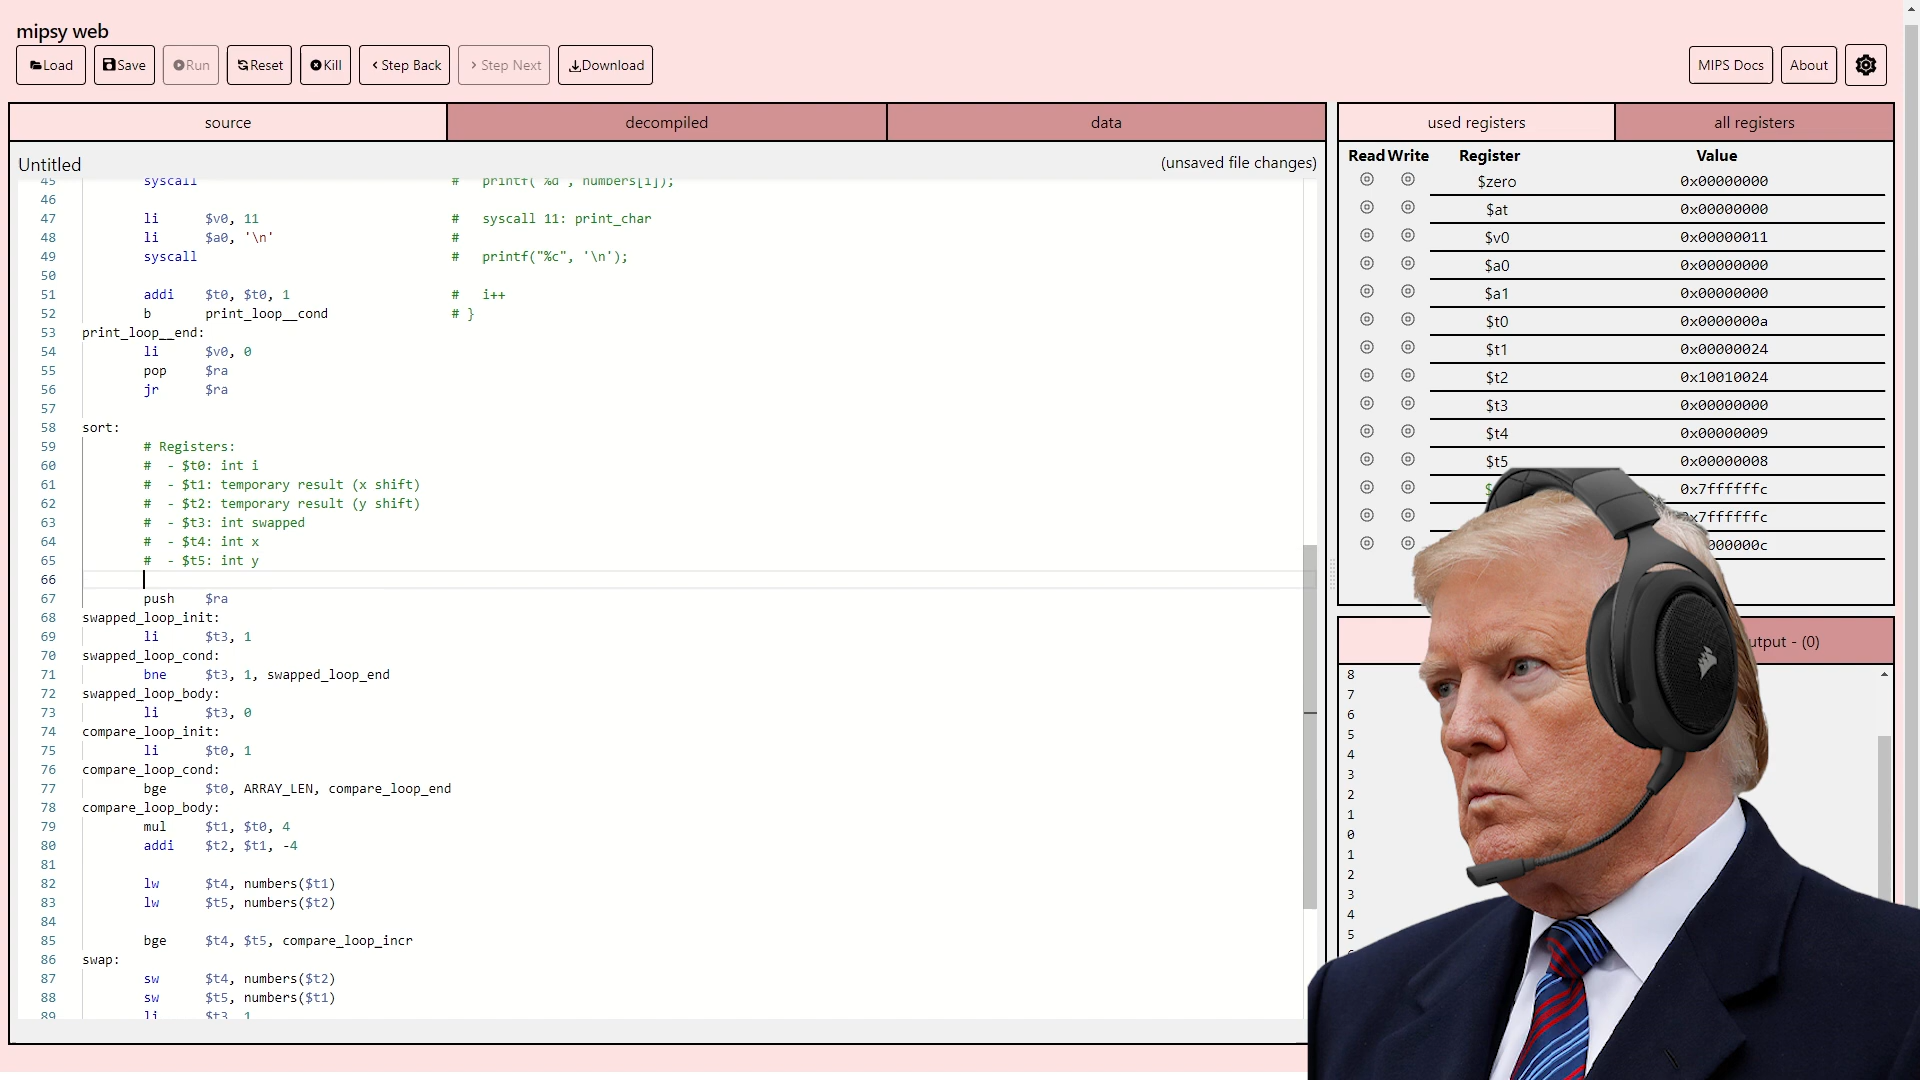 mipsy web
Load Save Run Reset Kill Step Back Step Next Download MIPS Docs About
source decompiled data
Untitled (unsaved file changes)
45 syscall # printf("%d", numbers[i]);
46
47 li $v0, 11 # syscall 11: print_char
48 li $a0, '\n' #
49 syscall # printf("%c", '\n');
50
51 addi $t0, $t0, 1 # i++
52 b print_loop__cond # }
53 print_loop__end:
54 li $v0, 0
55 pop $ra
56 jr $ra
57
58 sort:
59 # Registers:
60 # - $t0: int i
61 # - $t1: temporary result (x shift)
62 # - $t2: temporary result (y shift)
63 # - $t3: int swapped
64 # - $t4: int x
65 # - $t5: int y
66
67 push $ra
68 swapped_loop_init:
69 li $t3, 1
70 swapped_loop_cond:
71 bne $t3, 1, swapped_loop_end
72 swapped_loop_body:
73 li $t3, 0
74 compare_loop_init:
75 li $t0, 1
76 compare_loop_cond:
77 bge $t0, ARRAY_LEN, compare_loop_end
78 compare_loop_body:
79 mul $t1, $t0, 4
80 addi $t2, $t1, -4
81
82 lw $t4, numbers($t1)
83 lw $t5, numbers($t2)
84
85 bge $t4, $t5, compare_loop_incr
86 swap:
87 sw $t4, numbers($t2)
88 sw $t5, numbers($t1)
89 li $t3, 1
used registers all registers
Read Write Register Value
$zero 0x00000000
$at 0x00000000
$v0 0x00000011
$a0 0x00000000
$a1 0x00000000
$t0 0x0000000a
$t1 0x00000024
$t2 0x10010024
$t3 0x00000000
$t4 0x00000009
$t5 0x00000008
0x7ffffffc
x7ffffffc
00000c
utput - (0)
8
7
6
5
4
3
2
1
0
1
2
3
4
5